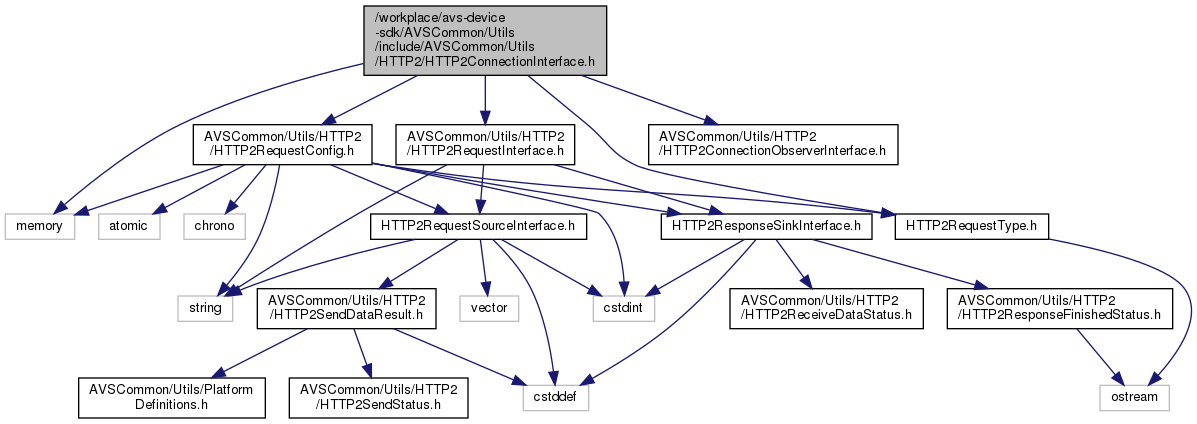 /workplace/avs-device
-sdk/AVSCommon/Utils
/include/AVSCommon/Utils
/HTTP2/HTTP2ConnectionInterface.h
AVSCommon/Utils/HTTP2
/HTTP2RequestConfig.h
AVSCommon/Utils/HTTP2
/HTTP2RequestInterface.h
AVSCommon/Utils/HTTP2
/HTTP2ConnectionObserverInterface.h
memory
atomic
chrono
HTTP2RequestSourceInterface.h
HTTP2ResponseSinkInterface.h
HTTP2RequestType.h
string
AVSCommon/Utils/HTTP2
/HTTP2SendDataResult.h
vector
cstdint
AVSCommon/Utils/HTTP2
/HTTP2ReceiveDataStatus.h
AVSCommon/Utils/HTTP2
/HTTP2ResponseFinishedStatus.h
AVSCommon/Utils/Platform
Definitions.h
AVSCommon/Utils/HTTP2
/HTTP2SendStatus.h
cstddef
ostream